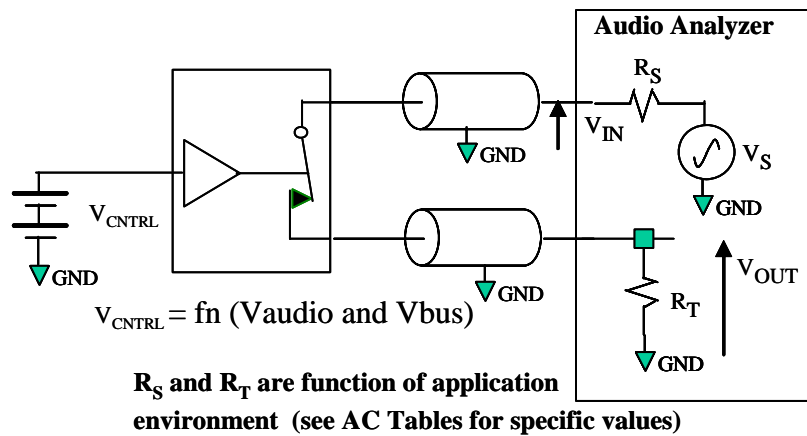 Audio Analyzer
R_S
GND
V_IN
V_S
GND
V_CNTRL
GND
GND
V_OUT
R_T
GND
V_CNTRL = fn (Vaudio and Vbus)
R_S and R_T are function of application
environment (see AC Tables for specific values)